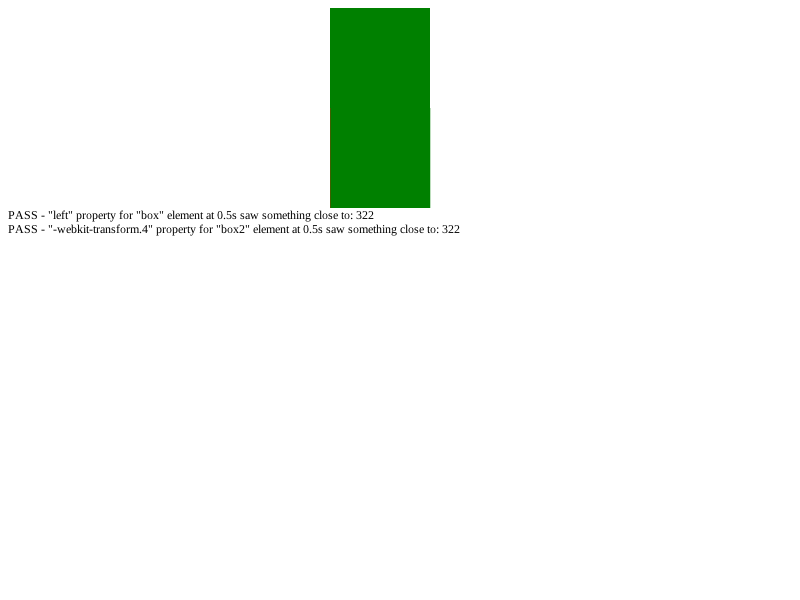 PASS - "left" property for "box" element at 0.5s saw something close to: 322
PASS - "-webkit-transform.4" property for "box2" element at 0.5s saw something close to: 322